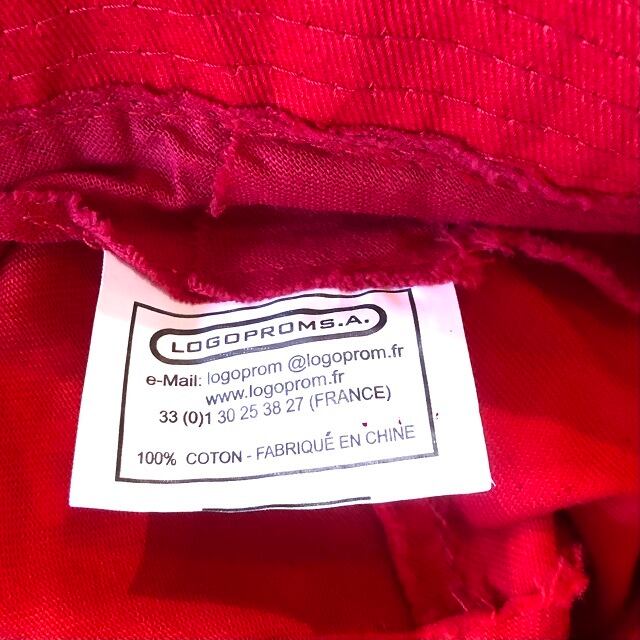 LOGOPROMS.A.
e-Mail: logoprom @logoprom.fr
www.logoprom.fr
33 (0)1 30 25 38 27 (FRANCE)
100% COTON - FABRIQUÉ EN CHINE